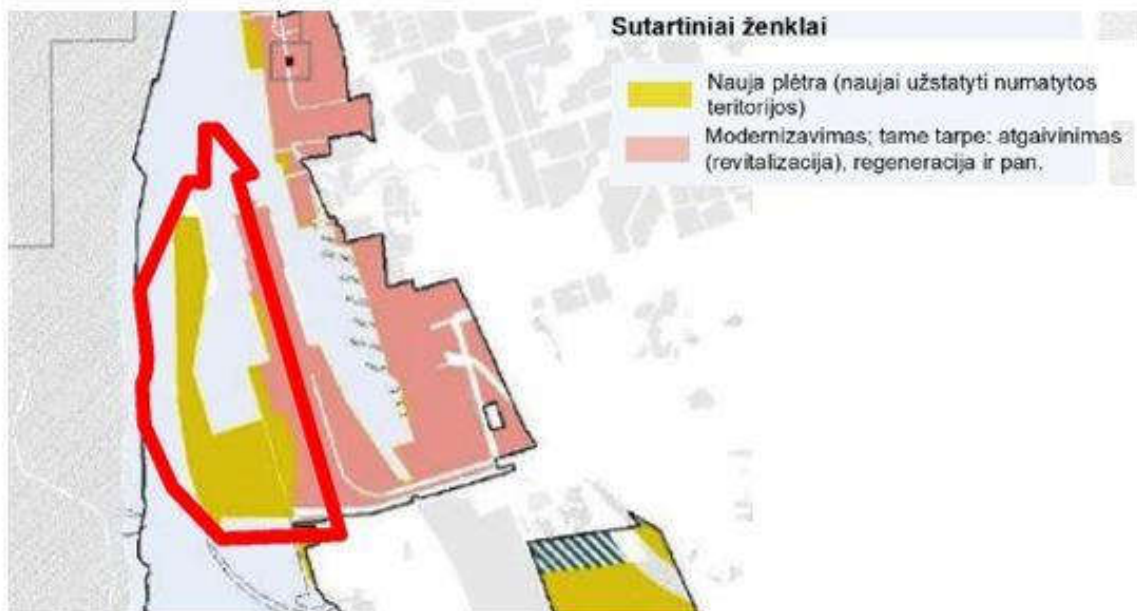 Sutartiniai ženklai
Nauja plėtra (naujai užstatyti numatytos
teritorijos)
Modernizavimas; tame tarpe: atgaivinimas
(revitalizacija), regeneracija ir pan.